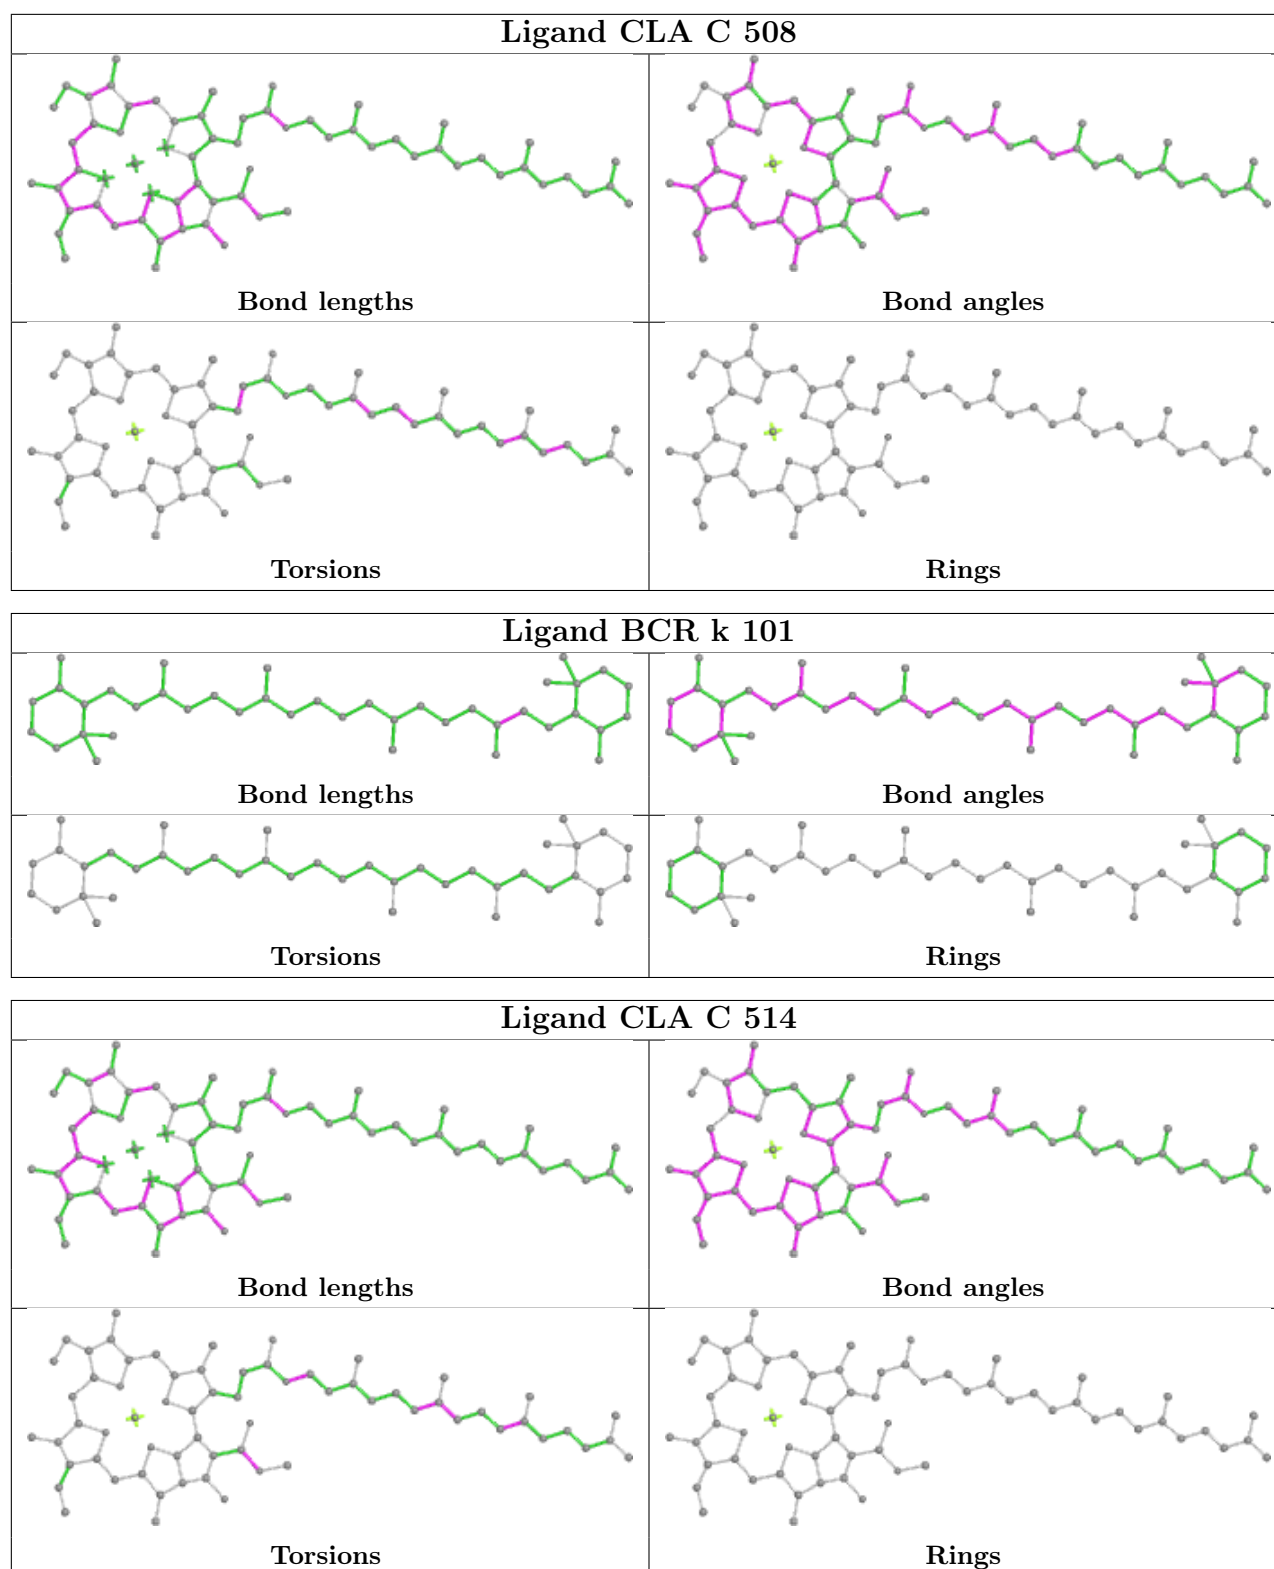 Ligand CLA C 508
Bond lengths
Bond angles
Torsions
Rings
Ligand BCR k 101
Bond lengths
Bond angles
Torsions
Rings
Ligand CLA C 514
Bond lengths
Bond angles
Torsions
Rings